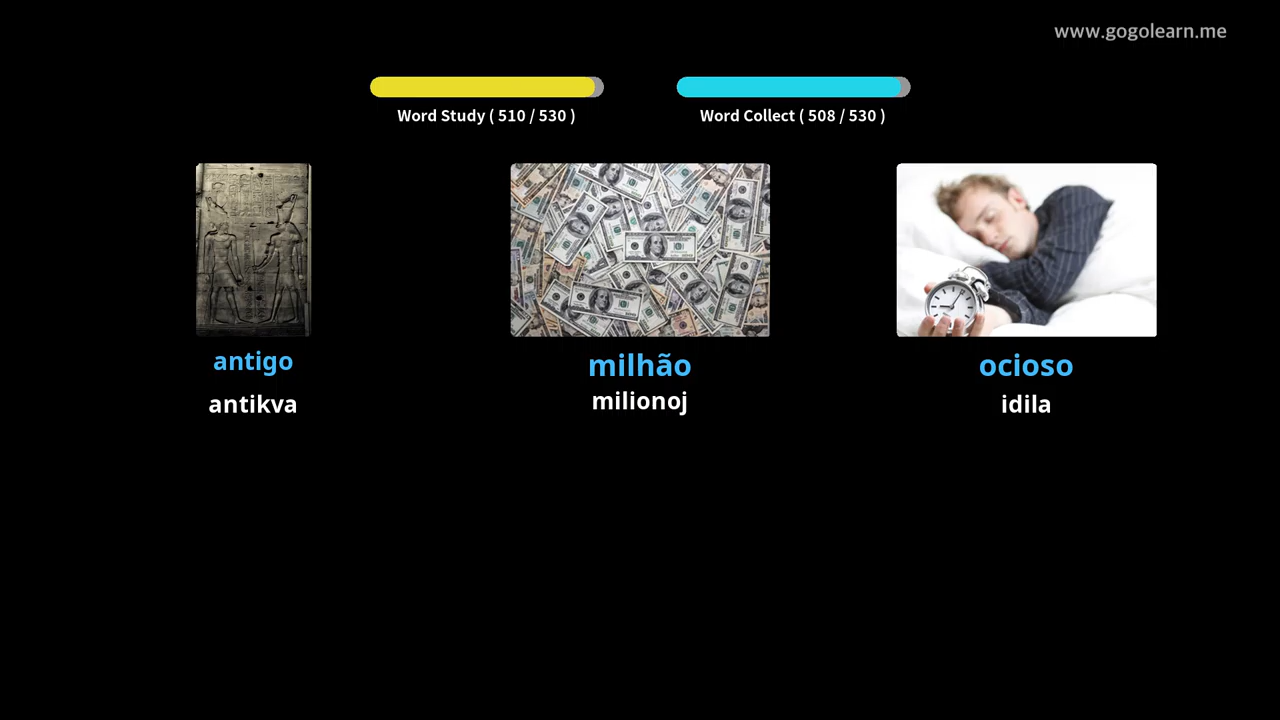 www.gogolearn.me
Word Study ( 510 / 530 )
Word Collect ( 508 / 530 )
antigo
antikva
milhão
milionoj
ocioso
idila